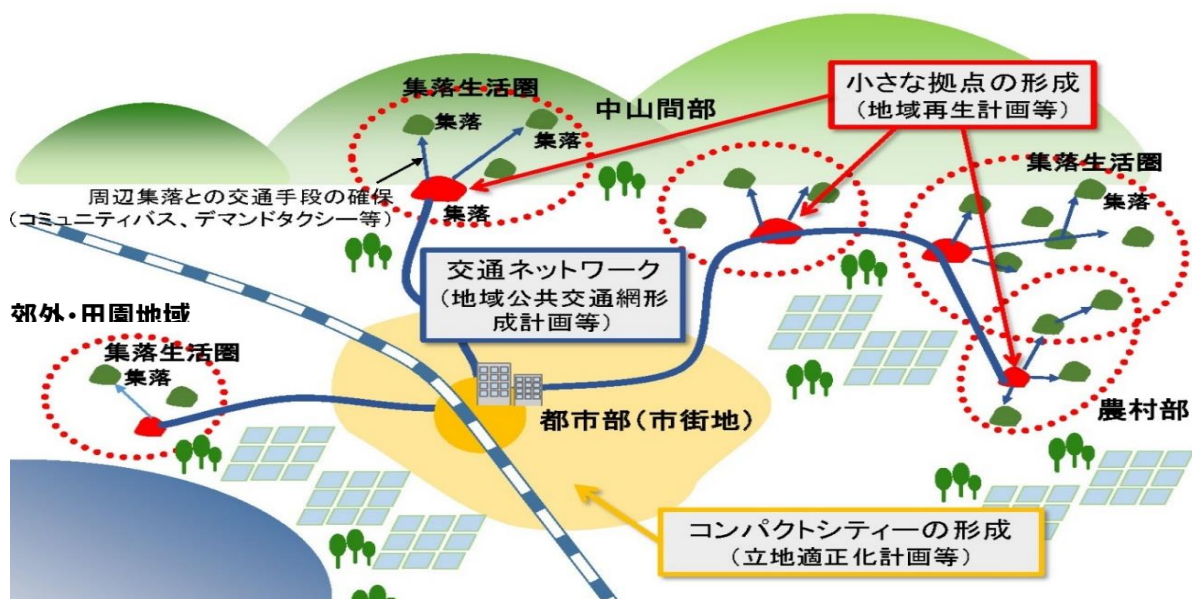 集落生活圏
集落
集落
中山間部
小さな拠点の形成
(地域再生計画等)
集落生活圏
集落
周辺集落との交通手段の確保
(コミュニティバス、デマンドタクシー等)
集落
交通ネットワーク
(地域公共交通網形
成計画等)
郊外・田園地域
集落生活圏
集落
都市部(市街地)
農村部
コンパクトシティーの形成
(立地適正化計画等)